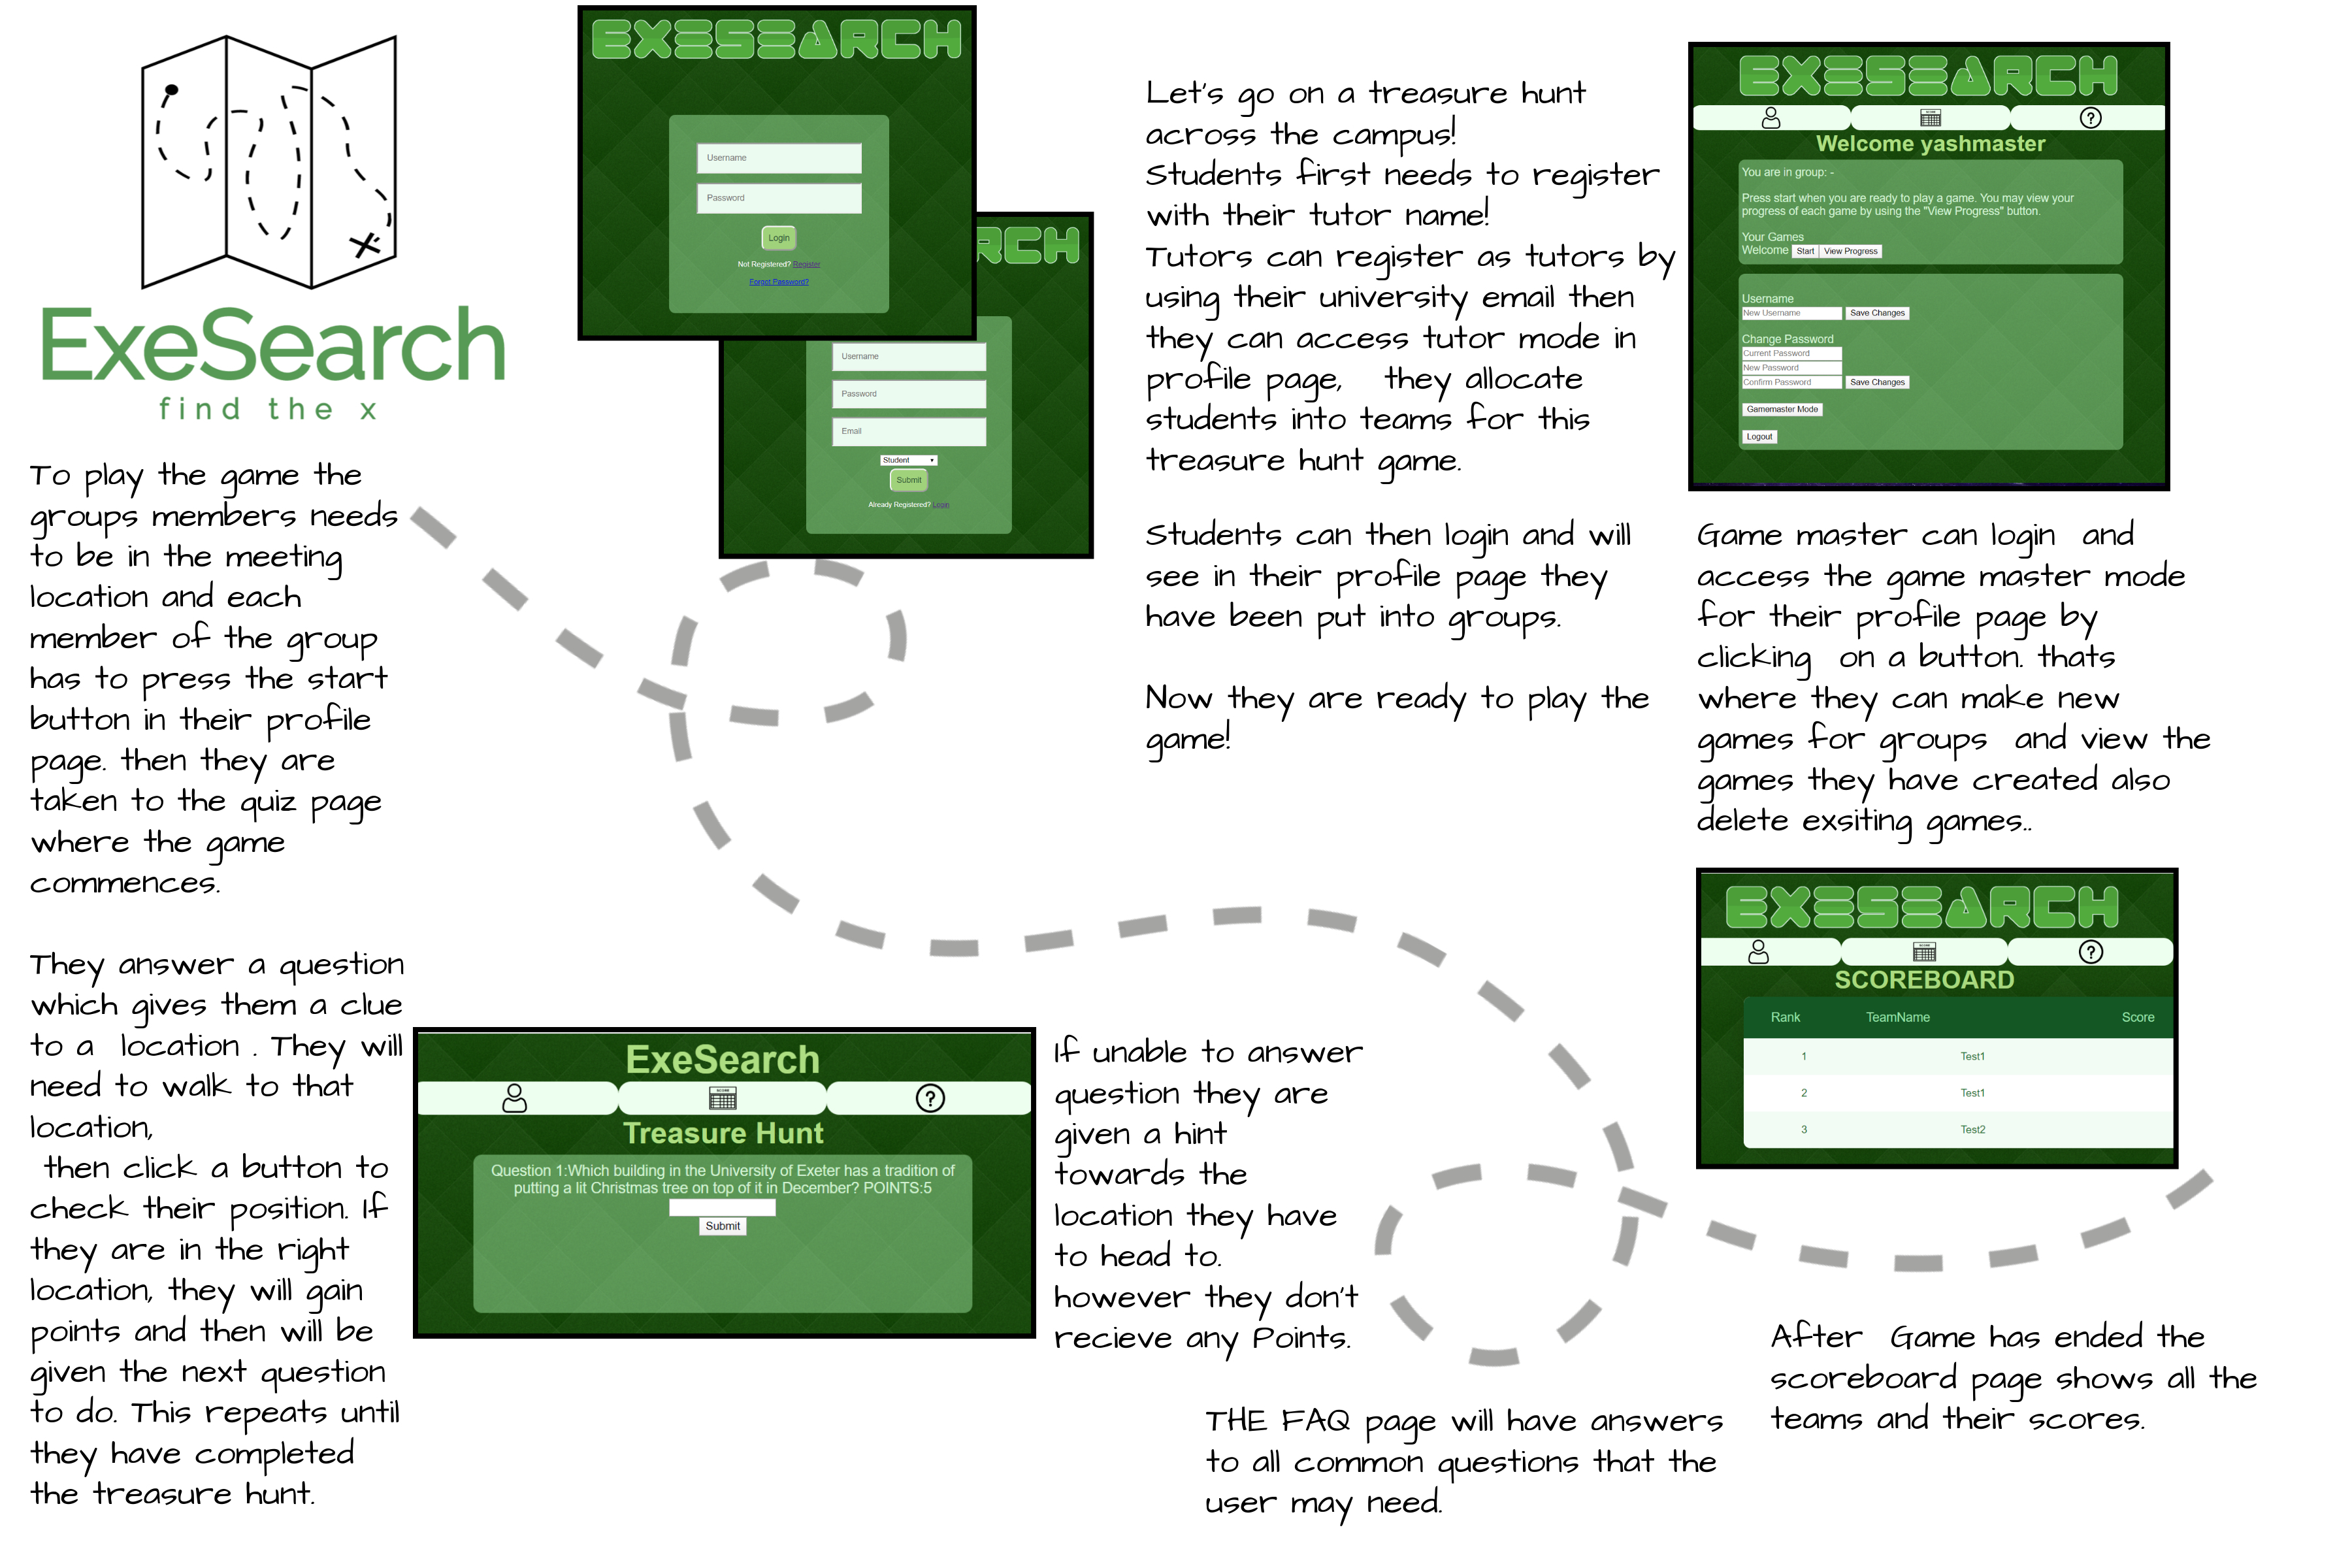 ExeSearch
find the x
To play the game the
groups members needs
to be in the meeting
location and each
member of the group
has to press the start
button in their profile
page. then they are
taken to the quiz page
where the game
commences.
They answer a question
which gives them a clue
to a location . They will
need to walk to that
location,
then click a button to
check their position. If
they are in the right
location, they will gain
points and then will be
given the next question
to do. This repeats until
they have completed
the treasure hunt.
EXESEARCH
Username
Password
Login
Not Registered? Register
Forgot Password?
RCH
Username
Password
Email
Student
Submit
Already Registered? Login
Let's go on a treasure hunt
across the campus!
Students first needs to register
with their tutor name!
Tutors can register as tutors by
using their university email then
they can access tutor mode in
profile page, they allocate
students into teams for this
treasure hunt game.
Students can then login and will
see in their profile page they
have been put into groups.
Now they are ready to play the
game!
EXESEARCH
Welcome yashmaster
You are in group: -
Press start when you are ready to play a game. You may view your
progress of each game by using the "View Progress" button.
Your Games
Welcome Start View Progress
Username
New Username Save Changes
Change Password
Current Password
New Password
Confirm Password Save Changes
Gamemaster Mode
Logout
Game master can login and
access the game master mode
for their profile page by
clicking on a button. thats
where they can make new
games for groups and view the
games they have created also
delete exsiting games..
ExeSearch
SCORE
?
Treasure Hunt
Question 1:Which building in the University of Exeter has a tradition of
putting a lit Christmas tree on top of it in December? POINTS:5
Submit
If unable to answer
question they are
given a hint
towards the
location they have
to head to.
however they don't
recieve any Points.
EXESEARCH
SCOREBOARD
Rank TeamName Score
1 Test1
2 Test1
3 Test2
After Game has ended the
scoreboard page shows all the
teams and their scores.
THE FAQ page will have answers
to all common questions that the
user may need.